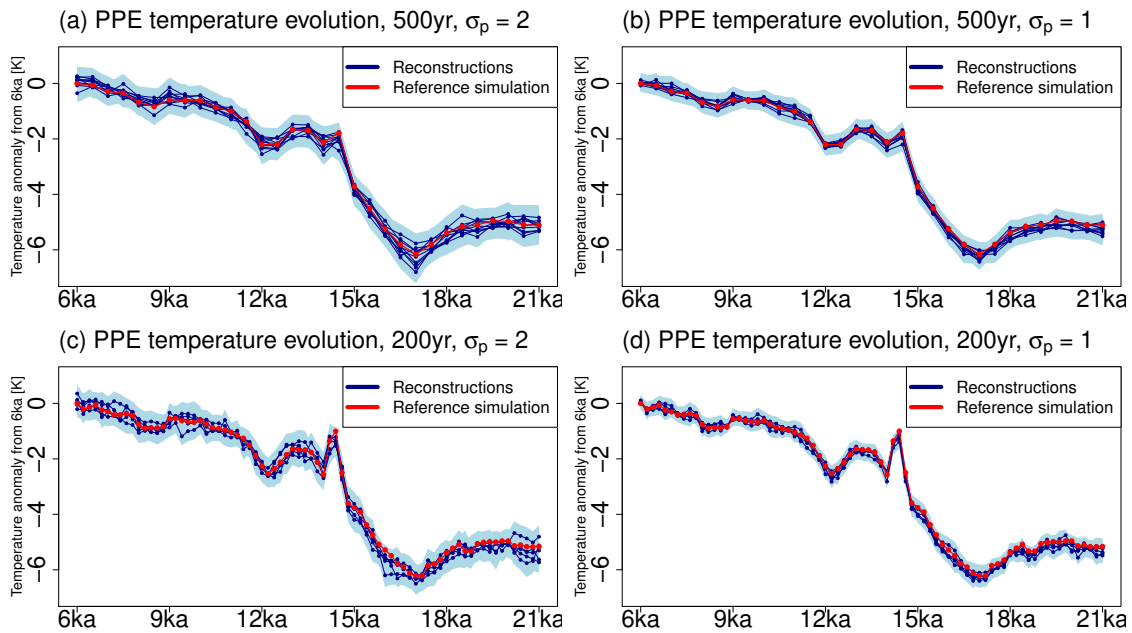 (a) PPE temperature evolution, 500yr, σp = 2
Temperature anomaly from 6ka [K]
0
−2
−4
−6
Reconstructions
Reference simulation
6ka 9ka 12ka 15ka 18ka 21ka
(b) PPE temperature evolution, 500yr, σp = 1
Temperature anomaly from 6ka [K]
0
−2
−4
−6
Reconstructions
Reference simulation
6ka 9ka 12ka 15ka 18ka 21ka
(c) PPE temperature evolution, 200yr, σp = 2
Temperature anomaly from 6ka [K]
0
−2
−4
−6
Reconstructions
Reference simulation
6ka 9ka 12ka 15ka 18ka 21ka
(d) PPE temperature evolution, 200yr, σp = 1
Temperature anomaly from 6ka [K]
0
−2
−4
−6
Reconstructions
Reference simulation
6ka 9ka 12ka 15ka 18ka 21ka